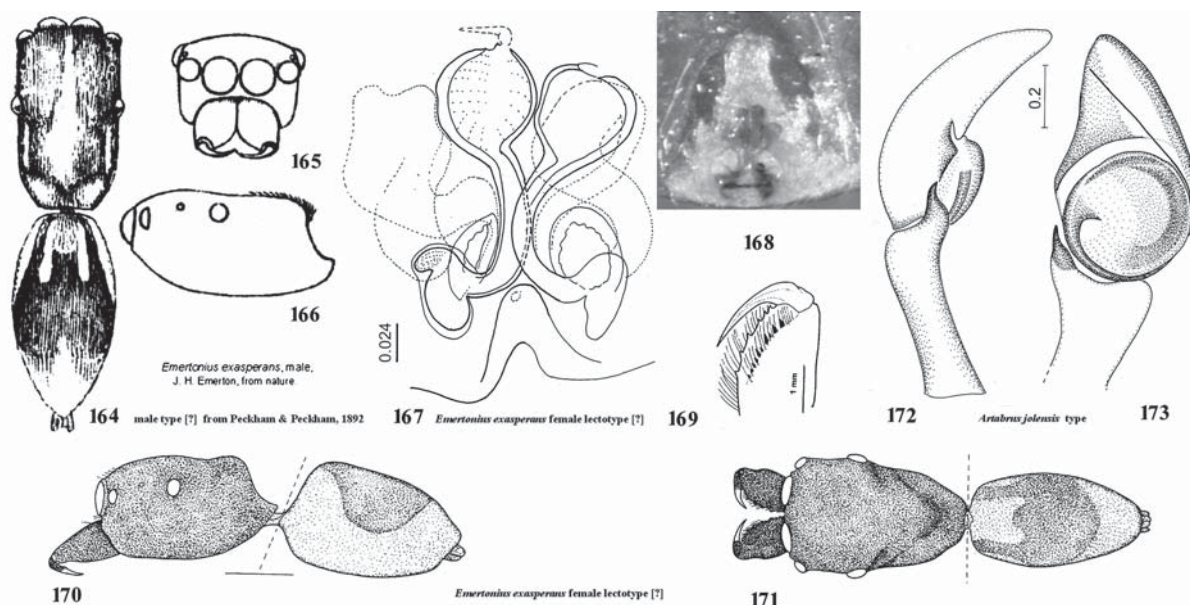 165
168
0.2
166
0.024
169
1 mm
Emertonius exasperans, male,
J. H. Emerton, from nature
164 male type [?] from Peckham & Peckham, 1892
167 Emertonius exasperans female lectotype [?]
172 Artabrus jolensis type 173
170
Emertonius exasperans female lectotype [?]
171